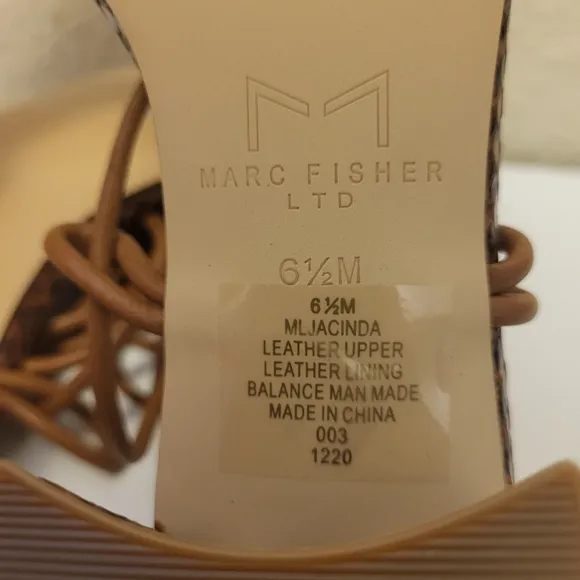 MARC FISHER
LTD
6½M
6½M
MLJACINDA
LEATHER UPPER
LEATHER LINING
BALANCE MAN MADE
MADE IN CHINA
003
1220